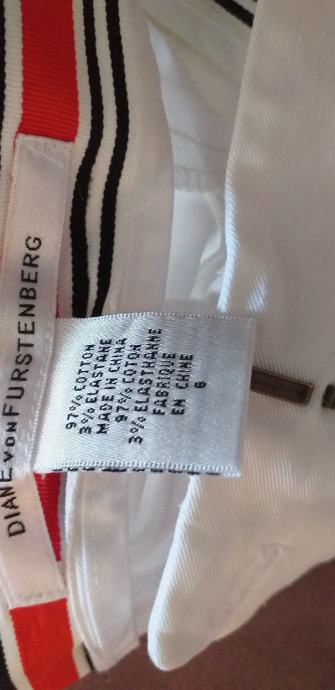 DIANE VON FURSTENBERG
97% COTTON
3% ELASTANE
MADE IN CHINA
97% COTON
3% ELASTHANNE
FABRIQUE
EN CHINE
6